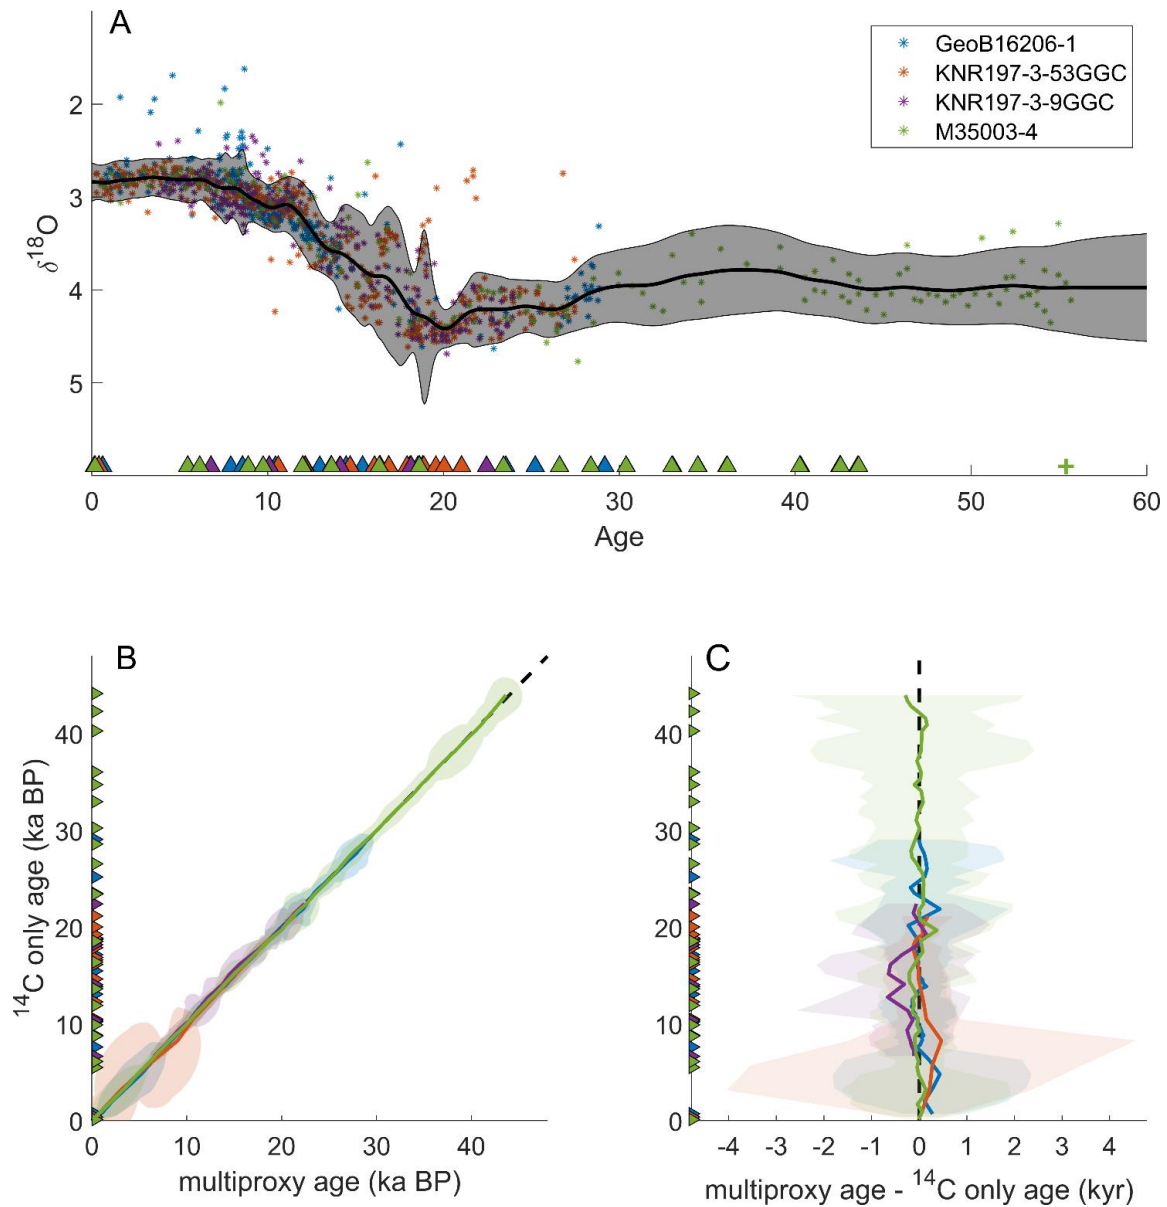 A
GeoB16206-1
KNR197-3-53GGC
KNR197-3-9GGC
M35003-4
2
3
4
5
δ18O
0 10 20 30 40 50 60
Age
B
40
30
20
10
0
14C only age (ka BP)
0 10 20 30 40
multiproxy age (ka BP)
C
40
30
20
10
0
-4 -3 -2 -1 0 1 2 3 4
multiproxy age - 14C only age (kyr)